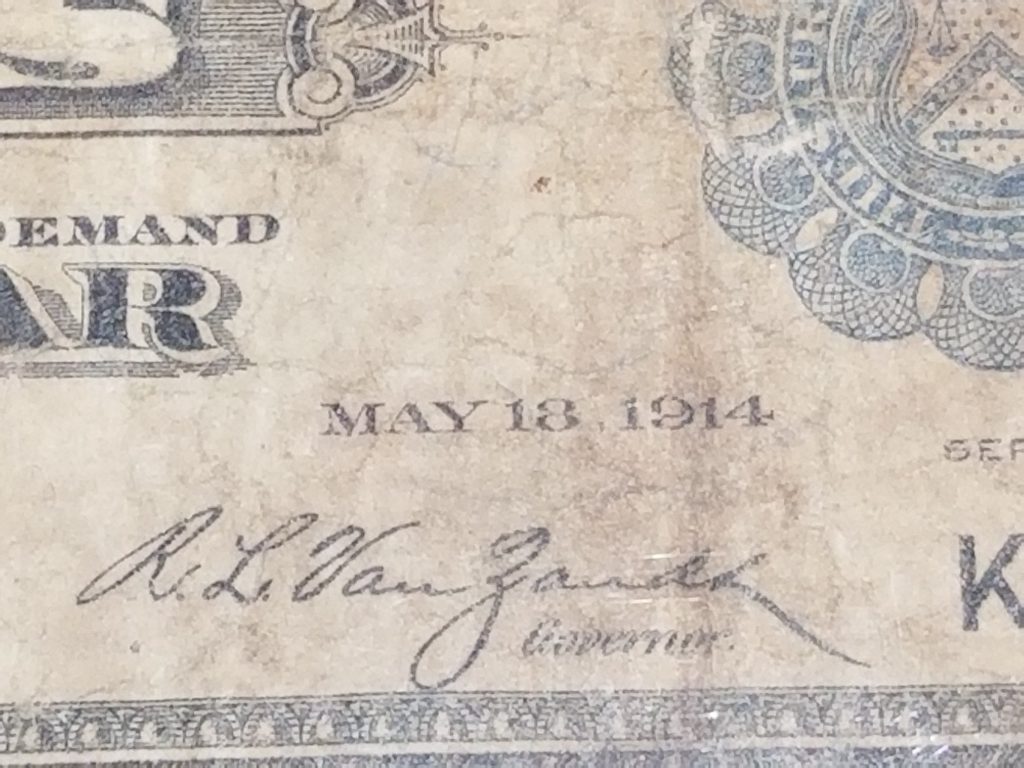 DEMAND
AR
MAY 18, 1914
R. L. Van Zandt
Governor.
K